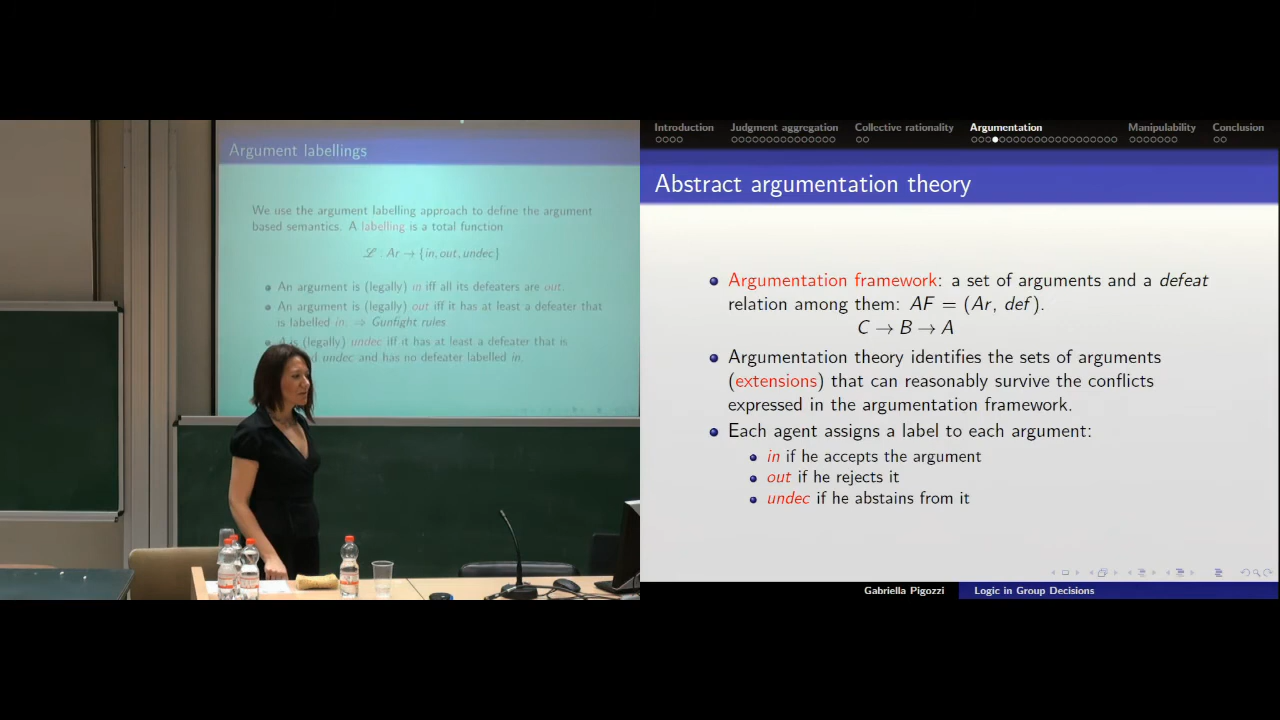 Argument labellings
We use the argument labelling approach to define the argument
based semantics. A labelling is a total function
ℒ : Ar → {in, out, undec}
An argument is (legally) in iff all its defeaters are out.
An argument is (legally) out iff it has at least a defeater that
is labelled in. ⇒ Gunfight rules
is (legally) undec iff it has at least a defeater that is
undec and has no defeater labelled in.
Introduction Judgment aggregation Collective rationality Argumentation Manipulability Conclusion
Abstract argumentation theory
Argumentation framework: a set of arguments and a defeat
relation among them: AF = (Ar, def).
C → B → A
Argumentation theory identifies the sets of arguments
(extensions) that can reasonably survive the conflicts
expressed in the argumentation framework.
Each agent assigns a label to each argument:
in if he accepts the argument
out if he rejects it
undec if he abstains from it
Gabriella Pigozzi Logic in Group Decisions